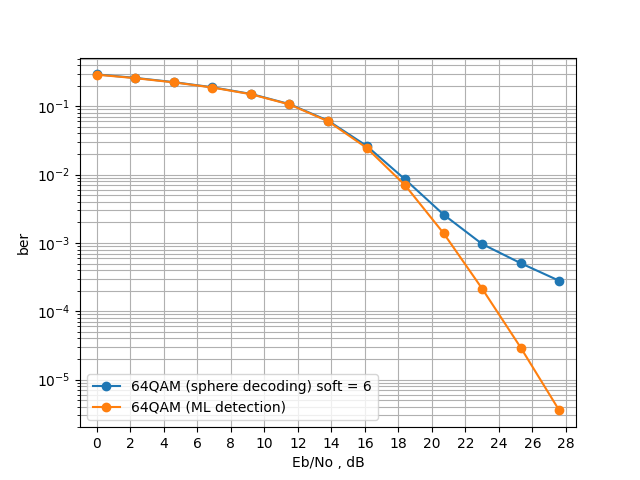 10⁻¹
10⁻²
10⁻³
10⁻⁴
10⁻⁵
ber
64QAM (sphere decoding) soft = 6
64QAM (ML detection)
0 2 4 6 8 10 12 14 16 18 20 22 24 26 28
Eb/No , dB